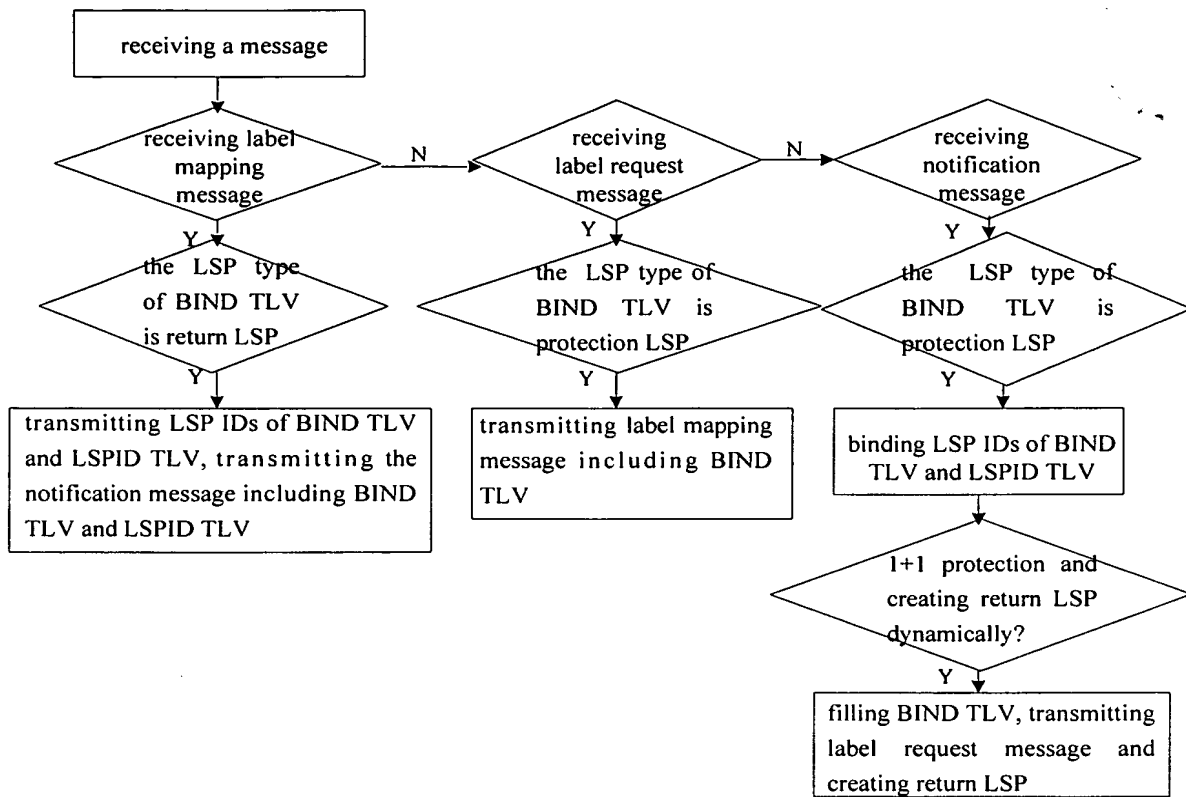 receiving a message
receiving label
mapping
message
N
receiving
label request
message
N
receiving
notification
message
Y
Y
Y
the LSP type
of BIND TLV
is return LSP
the LSP type of
BIND TLV is
protection LSP
the LSP type of
BIND TLV is
protection LSP
Y
Y
Y
transmitting LSP IDs of BIND TLV
and LSPID TLV, transmitting the
notification message including BIND
TLV and LSPID TLV
transmitting label mapping
message including BIND
TLV
binding LSP IDs of BIND
TLV and LSPID TLV
1+1 protection and
creating return LSP
dynamically?
Y
filling BIND TLV, transmitting
label request message and
creating return LSP